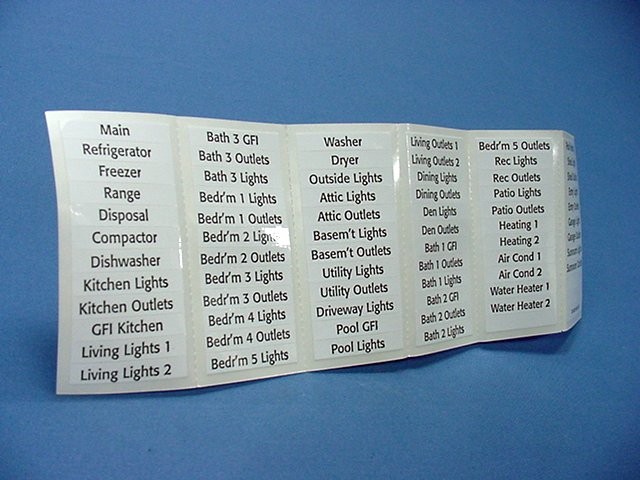 Main
Refrigerator
Freezer
Range
Disposal
Compactor
Dishwasher
Kitchen Lights
Kitchen Outlets
GFI Kitchen
Living Lights 1
Living Lights 2
Bath 3 GFI
Bath 3 Outlets
Bath 3 Lights
Bedr'm 1 Lights
Bedr'm 1 Outlets
Bedr'm 2 Lights
Bedr'm 2 Outlets
Bedr'm 3 Lights
Bedr'm 3 Outlets
Bedr'm 4 Lights
Bedr'm 4 Outlets
Bedr'm 5 Lights
Washer
Dryer
Outside Lights
Attic Lights
Attic Outlets
Basem't Lights
Basem't Outlets
Utility Lights
Utility Outlets
Driveway Lights
Pool GFI
Pool Lights
Living Outlets 1
Living Outlets 2
Dining Lights
Dining Outlets
Den Lights
Den Outlets
Bath 1 GFI
Bath 1 Outlets
Bath 1 Lights
Bath 2 GFI
Bath 2 Outlets
Bath 2 Lights
Bedr'm 5 Outlets
Rec Lights
Rec Outlets
Patio Lights
Patio Outlets
Heating 1
Heating 2
Air Cond 1
Air Cond 2
Water Heater 1
Water Heater 2